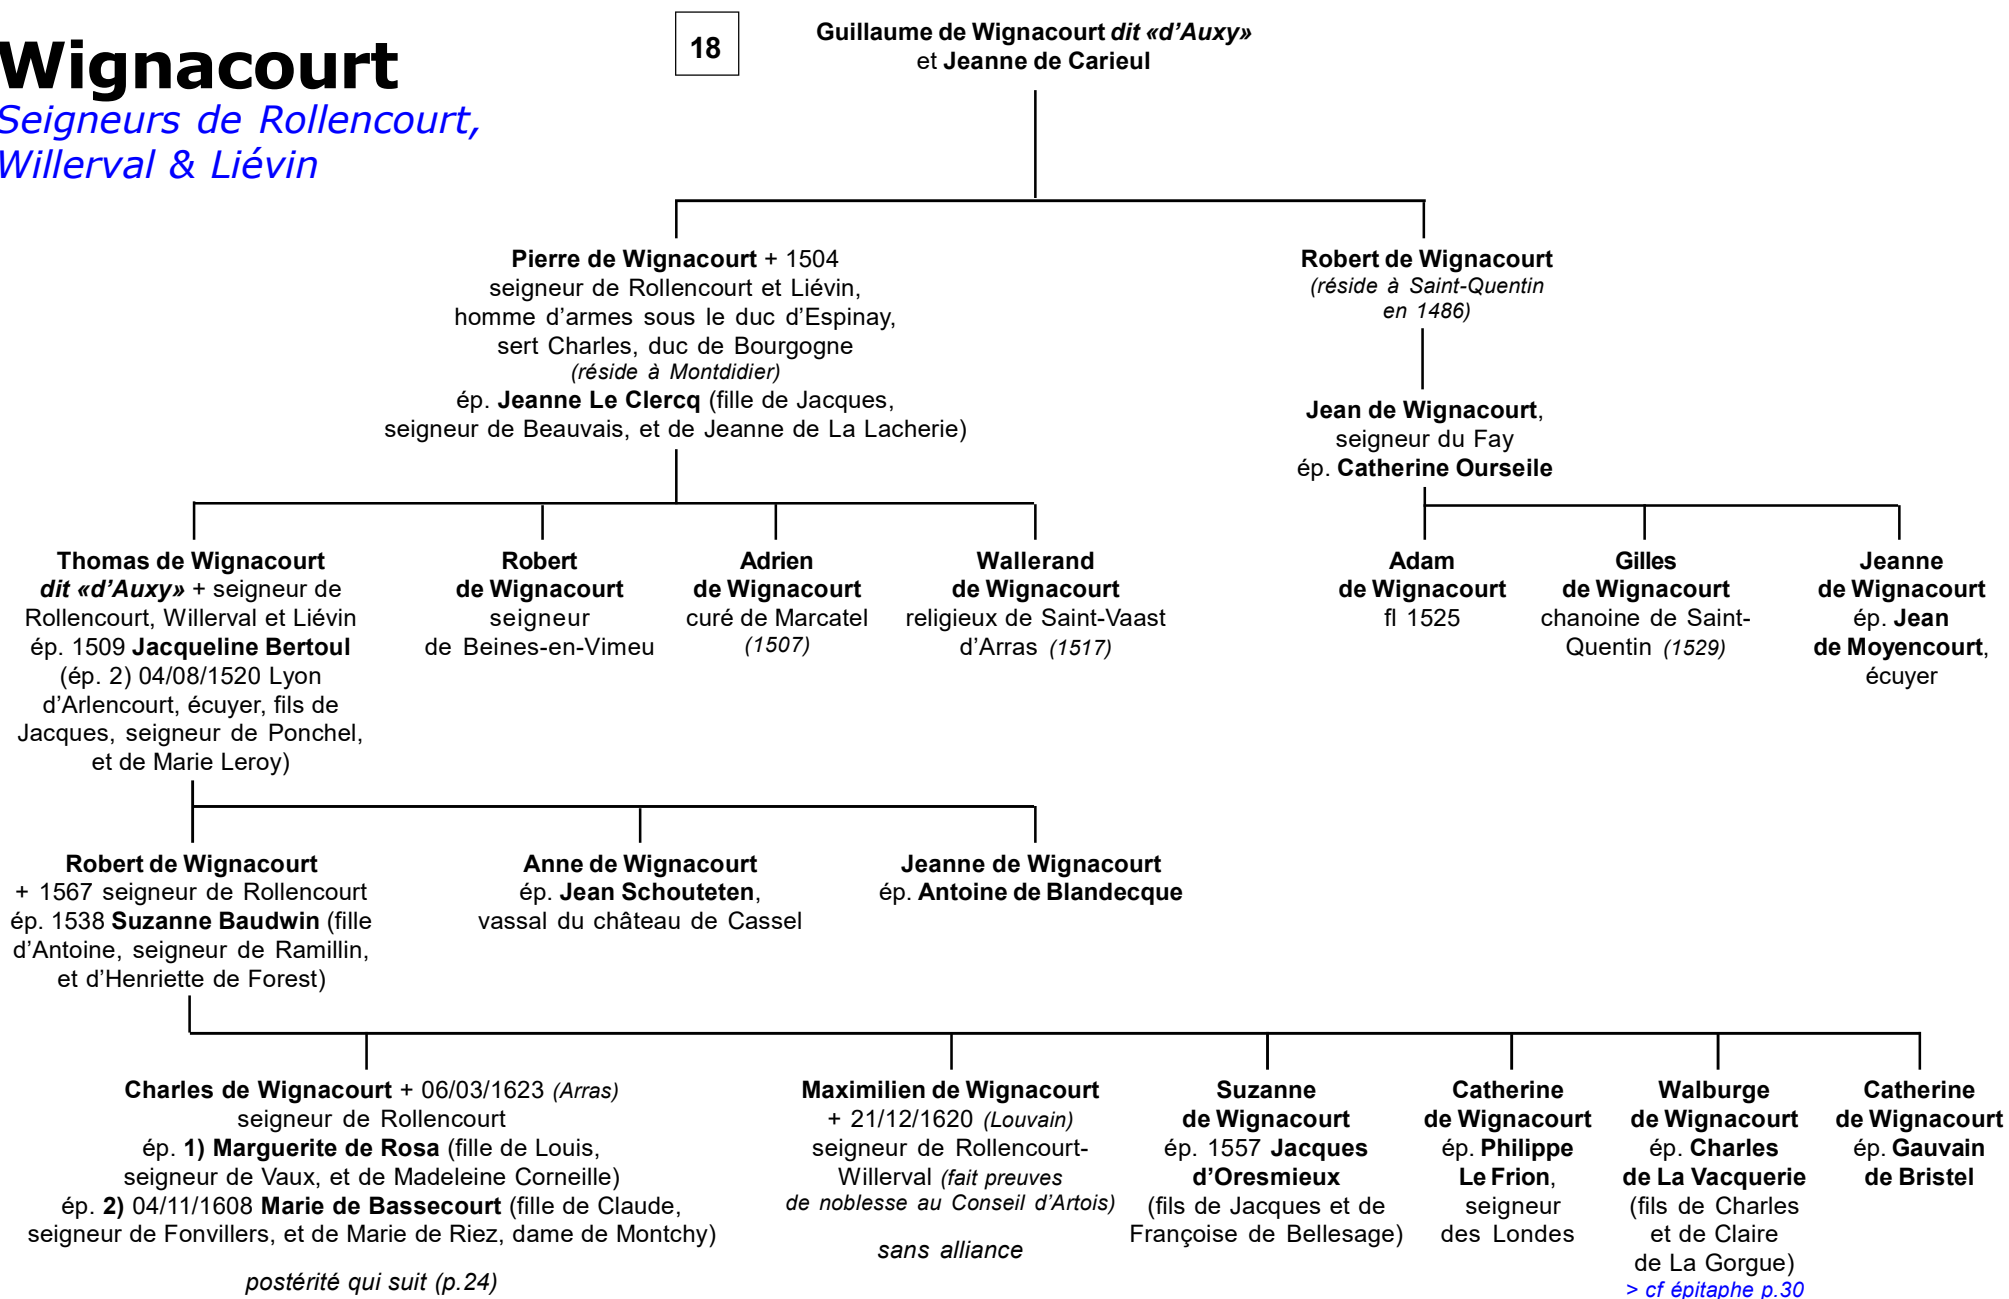 Wignacourt
Seigneurs de Rollencourt,
Willerval & Liévin
18
Guillaume de Wignacourt dit «d'Auxy»
et Jeanne de Carieul
Pierre de Wignacourt + 1504
seigneur de Rollencourt et Liévin,
homme d'armes sous le duc d'Espinay,
sert Charles, duc de Bourgogne
(réside à Montdidier)
ép. Jeanne Le Clercq (fille de Jacques,
seigneur de Beauvais, et de Jeanne de La Lacherie)
Robert de Wignacourt
(réside à Saint-Quentin
en 1486)
Jean de Wignacourt,
seigneur du Fay
ép. Catherine Ourseile
Thomas de Wignacourt
dit «d'Auxy» + seigneur de
Rollencourt, Willerval et Liévin
ép. 1509 Jacqueline Bertoul
(ép. 2) 04/08/1520 Lyon
d'Arlencourt, écuyer, fils de
Jacques, seigneur de Ponchel,
et de Marie Leroy)
Robert
de Wignacourt
seigneur
de Beines-en-Vimeu
Adrien
de Wignacourt
curé de Marcatel
(1507)
Wallerand
de Wignacourt
religieux de Saint-Vaast
d'Arras (1517)
Adam
de Wignacourt
fl 1525
Gilles
de Wignacourt
chanoine de Saint-
Quentin (1529)
Jeanne
de Wignacourt
ép. Jean
de Moyencourt,
écuyer
Robert de Wignacourt
+ 1567 seigneur de Rollencourt
ép. 1538 Suzanne Baudwin (fille
d'Antoine, seigneur de Ramillin,
et d'Henriette de Forest)
Anne de Wignacourt
ép. Jean Schouteten,
vassal du château de Cassel
Jeanne de Wignacourt
ép. Antoine de Blandecque
Charles de Wignacourt + 06/03/1623 (Arras)
seigneur de Rollencourt
ép. 1) Marguerite de Rosa (fille de Louis,
seigneur de Vaux, et de Madeleine Corneille)
ép. 2) 04/11/1608 Marie de Bassecourt (fille de Claude,
seigneur de Fonvillers, et de Marie de Riez, dame de Montchy)
postérité qui suit (p.24)
Maximilien de Wignacourt
+ 21/12/1620 (Louvain)
seigneur de Rollencourt-
Willerval (fait preuves
de noblesse au Conseil d'Artois)
sans alliance
Suzanne
de Wignacourt
ép. 1557 Jacques
d'Oresmieux
(fils de Jacques et de
Françoise de Bellesage)
Catherine
de Wignacourt
ép. Philippe
Le Frion,
seigneur
des Londes
Walburge
de Wignacourt
ép. Charles
de La Vacquerie
(fils de Charles
et de Claire
de La Gorgue)
> cf épitaphe p.30
Catherine
de Wignacourt
ép. Gauvain
de Bristel